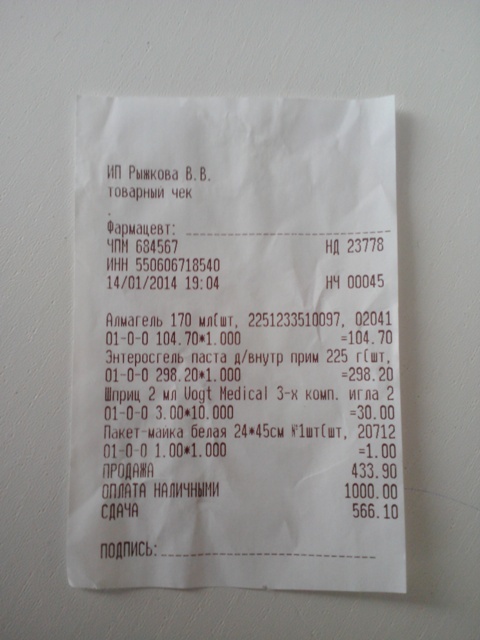 ИП Рыжкова В.В.
товарный чек
.
Фармацевт: ____________________
ЧПМ 684567 НД 23778
ИНН 550606718540
14/01/2014 19:04 НЧ 00045
Алмагель 170 мл(шт, 2251233510097, 02041
01-0-0 104.70*1.000 =104.70
Энтеросгель паста д/внутр прим 225 г(шт,
01-0-0 298.20*1.000 =298.20
Шприц 2 мл Vogt Medical 3-х комп. игла 2
01-0-0 3.00*10.000 =30.00
Пакет-майка белая 24*45см №1шт(шт, 20712
01-0-0 1.00*1.000 =1.00
ПРОДАЖА 433.90
ОПЛАТА НАЛИЧНЫМИ 1000.00
СДАЧА 566.10
ПОДПИСЬ:____________________